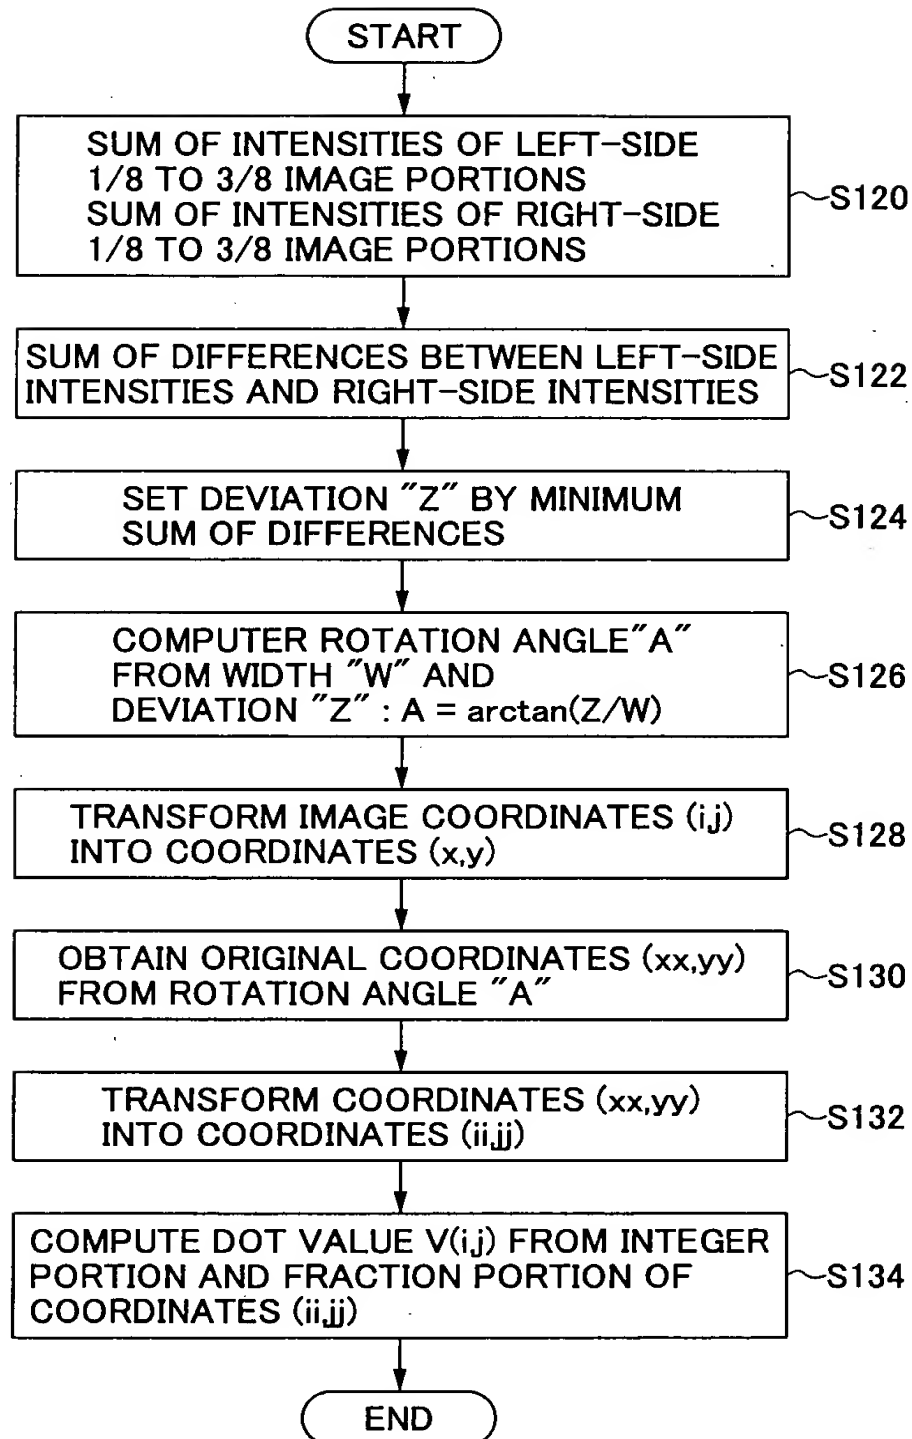 START
SUM OF INTENSITIES OF LEFT-SIDE
1/8 TO 3/8 IMAGE PORTIONS
SUM OF INTENSITIES OF RIGHT-SIDE
1/8 TO 3/8 IMAGE PORTIONS
S120
SUM OF DIFFERENCES BETWEEN LEFT-SIDE
INTENSITIES AND RIGHT-SIDE INTENSITIES
S122
SET DEVIATION "Z" BY MINIMUM
SUM OF DIFFERENCES
S124
COMPUTER ROTATION ANGLE"A"
FROM WIDTH "W" AND
DEVIATION "Z" : A = arctan(Z/W)
S126
TRANSFORM IMAGE COORDINATES (i,j)
INTO COORDINATES (x,y)
S128
OBTAIN ORIGINAL COORDINATES (xx,yy)
FROM ROTATION ANGLE "A"
S130
TRANSFORM COORDINATES (xx,yy)
INTO COORDINATES (ii,jj)
S132
COMPUTE DOT VALUE V(i,j) FROM INTEGER
PORTION AND FRACTION PORTION OF
COORDINATES (ii,jj)
S134
END